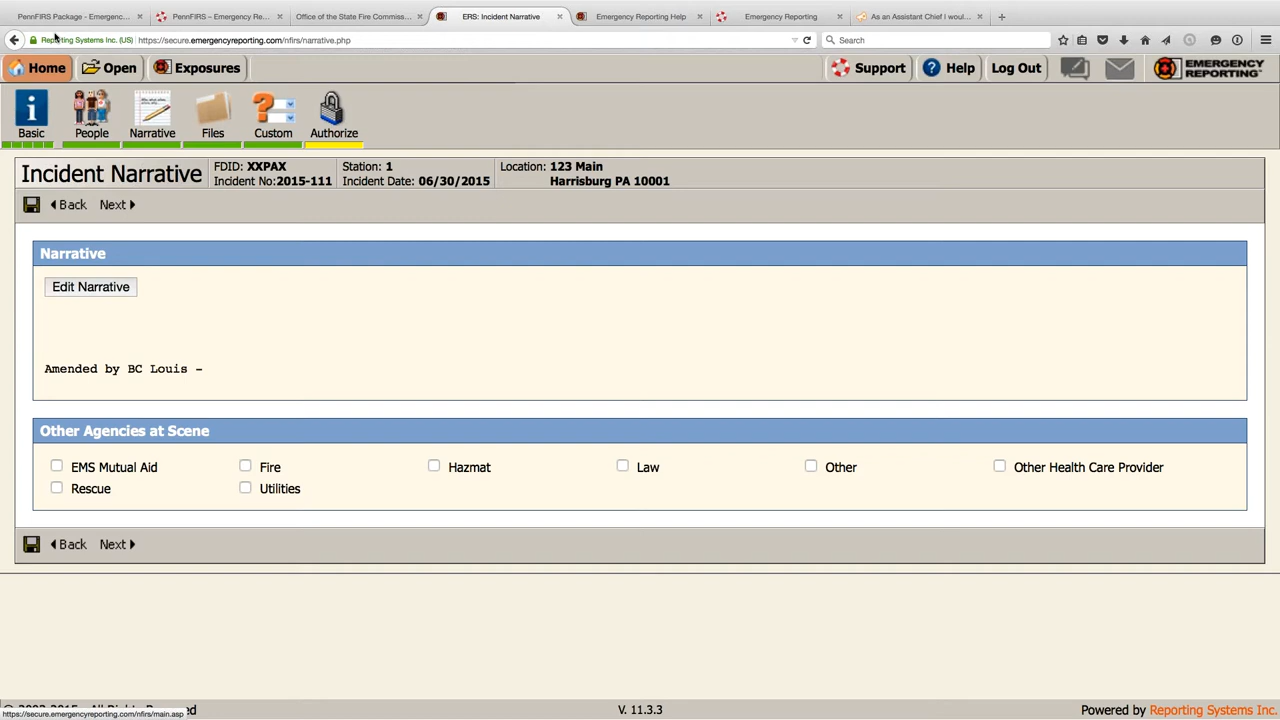 PennFIRS Package - Emergenc...
PennFIRS – Emergency Re...
Office of the State Fire Commiss...
ERS: Incident Narrative
Emergency Reporting Help
Emergency Reporting
As an Assistant Chief I woul...
Reporting Systems Inc. (US)
https://secure.emergencyreporting.com/nfirs/narrative.php
Search
Home
Open
Exposures
Support
Help
Log Out
EMERGENCY
REPORTING
Basic
People
Narrative
Files
Custom
Authorize
Incident Narrative
FDID: XXPAX
Incident No:2015-111
Station: 1
Incident Date: 06/30/2015
Location: 123 Main
Harrisburg PA 10001
Back Next
Narrative
Edit Narrative
Amended by BC Louis -
Other Agencies at Scene
EMS Mutual Aid
Fire
Hazmat
Law
Other
Other Health Care Provider
Rescue
Utilities
Back Next
https://secure.emergencyreporting.com/nfirs/main.asp
V. 11.3.3
Powered by Reporting Systems Inc.